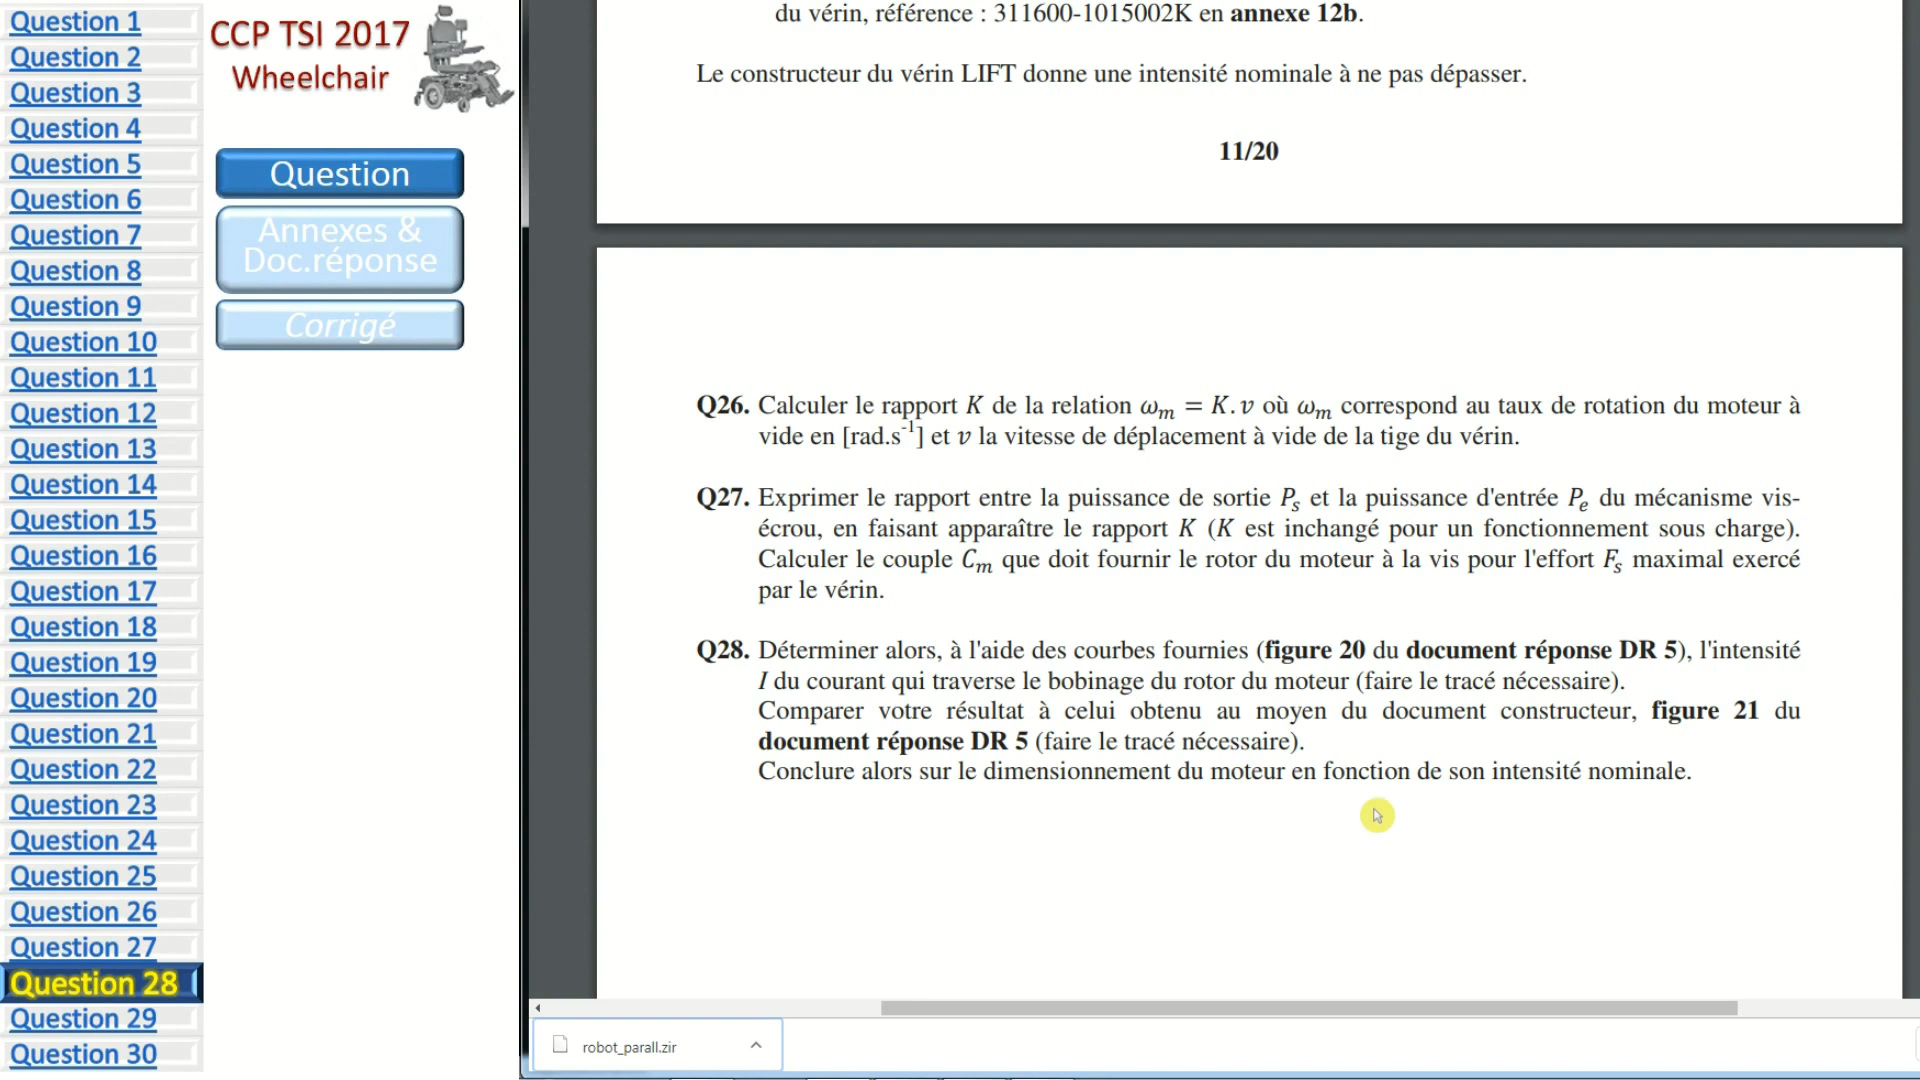 Question 1
Question 2
Question 3
Question 4
Question 5
Question 6
Question 7
Question 8
Question 9
Question 10
Question 11
Question 12
Question 13
Question 14
Question 15
Question 16
Question 17
Question 18
Question 19
Question 20
Question 21
Question 22
Question 23
Question 24
Question 25
Question 26
Question 27
Question 28
Question 29
Question 30
CCP TSI 2017
Wheelchair
Question
Annexes &
Doc.réponse
Corrigé
du vérin, référence : 311600-1015002K en annexe 12b.
Le constructeur du vérin LIFT donne une intensité nominale à ne pas dépasser.
11/20
Q26. Calculer le rapport K de la relation ωm = K. v où ωm correspond au taux de rotation du moteur à
vide en [rad.s-1] et v la vitesse de déplacement à vide de la tige du vérin.
Q27. Exprimer le rapport entre la puissance de sortie Ps et la puissance d'entrée Pe du mécanisme vis-
écrou, en faisant apparaître le rapport K (K est inchangé pour un fonctionnement sous charge).
Calculer le couple Cm que doit fournir le rotor du moteur à la vis pour l'effort Fs maximal exercé
par le vérin.
Q28. Déterminer alors, à l'aide des courbes fournies (figure 20 du document réponse DR 5), l'intensité
I du courant qui traverse le bobinage du rotor du moteur (faire le tracé nécessaire).
Comparer votre résultat à celui obtenu au moyen du document constructeur, figure 21 du
document réponse DR 5 (faire le tracé nécessaire).
Conclure alors sur le dimensionnement du moteur en fonction de son intensité nominale.
robot_parall.zir